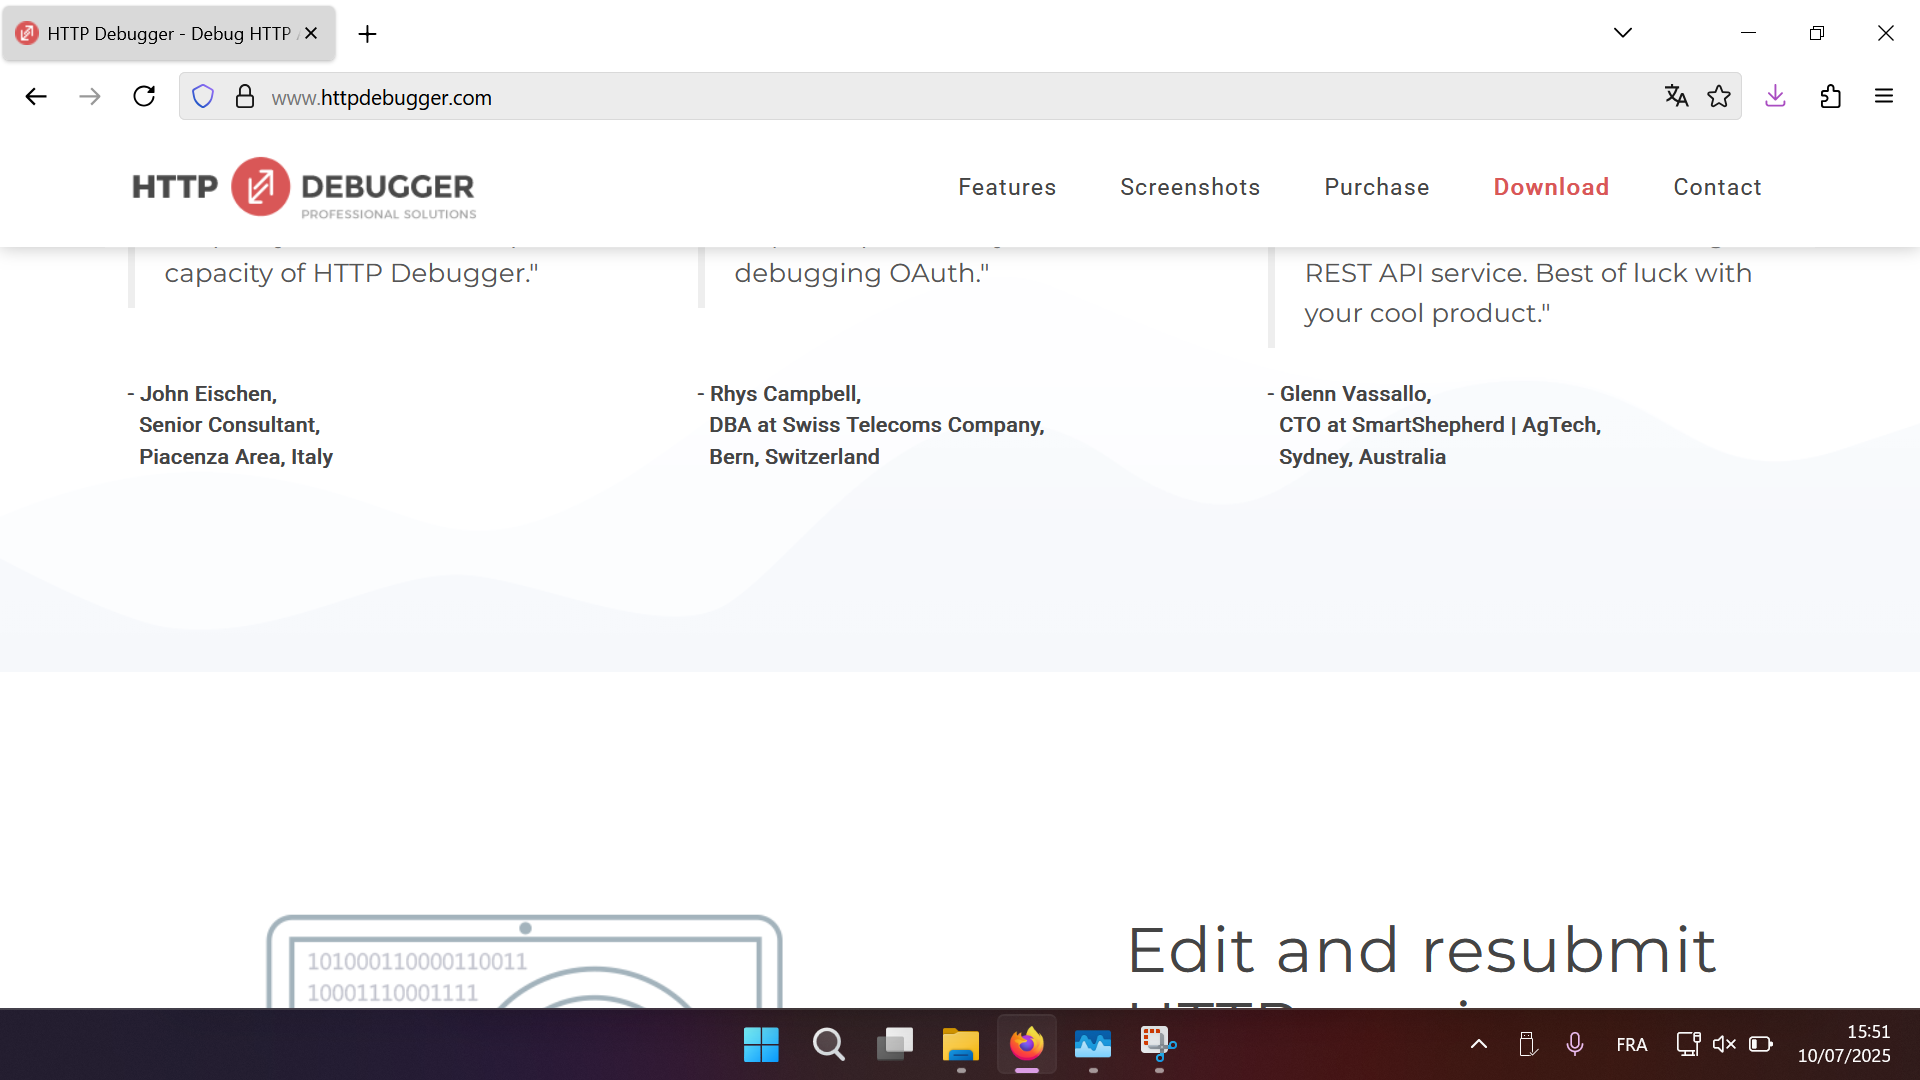 HTTP Debugger - Debug HTTP
www.httpdebugger.com
HTTP DEBUGGER
PROFESSIONAL SOLUTIONS
Features
Screenshots
Purchase
Download
Contact
capacity of HTTP Debugger."
debugging OAuth."
REST API service. Best of luck with
your cool product."
- John Eischen,
Senior Consultant,
Piacenza Area, Italy
- Rhys Campbell,
DBA at Swiss Telecoms Company,
Bern, Switzerland
- Glenn Vassallo,
CTO at SmartShepherd | AgTech,
Sydney, Australia
101000110000110011
10001110001111
Edit and resubmit
FRA
15:51
10/07/2025